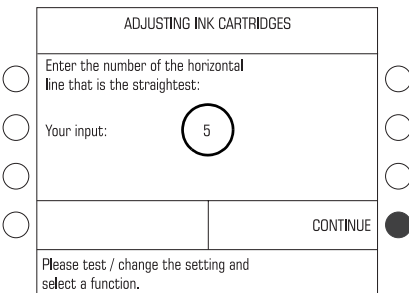 ADJUSTING INK CARTRIDGES
Enter the number of the horizontal
line that is the straightest:
Your input: 5
CONTINUE
Please test / change the setting and
select a function.